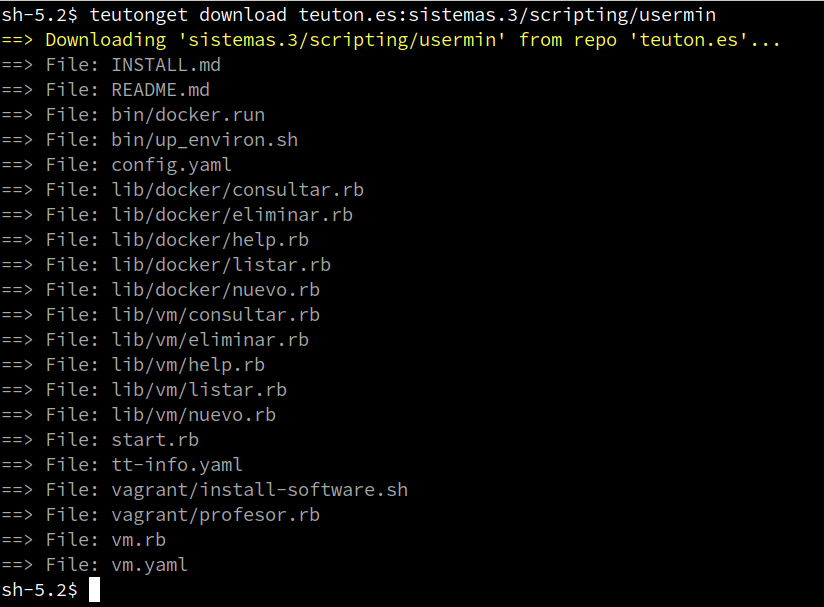 sh-5.2$ teutonget download teuton.es:sistemas.3/scripting/usermin
==> Downloading 'sistemas.3/scripting/usermin' from repo 'teuton.es'...
==> File: INSTALL.md
==> File: README.md
==> File: bin/docker.run
==> File: bin/up_environ.sh
==> File: config.yaml
==> File: lib/docker/consultar.rb
==> File: lib/docker/eliminar.rb
==> File: lib/docker/help.rb
==> File: lib/docker/listar.rb
==> File: lib/docker/nuevo.rb
==> File: lib/vm/consultar.rb
==> File: lib/vm/eliminar.rb
==> File: lib/vm/help.rb
==> File: lib/vm/listar.rb
==> File: lib/vm/nuevo.rb
==> File: start.rb
==> File: tt-info.yaml
==> File: vagrant/install-software.sh
==> File: vagrant/profesor.rb
==> File: vm.rb
==> File: vm.yaml
sh-5.2$